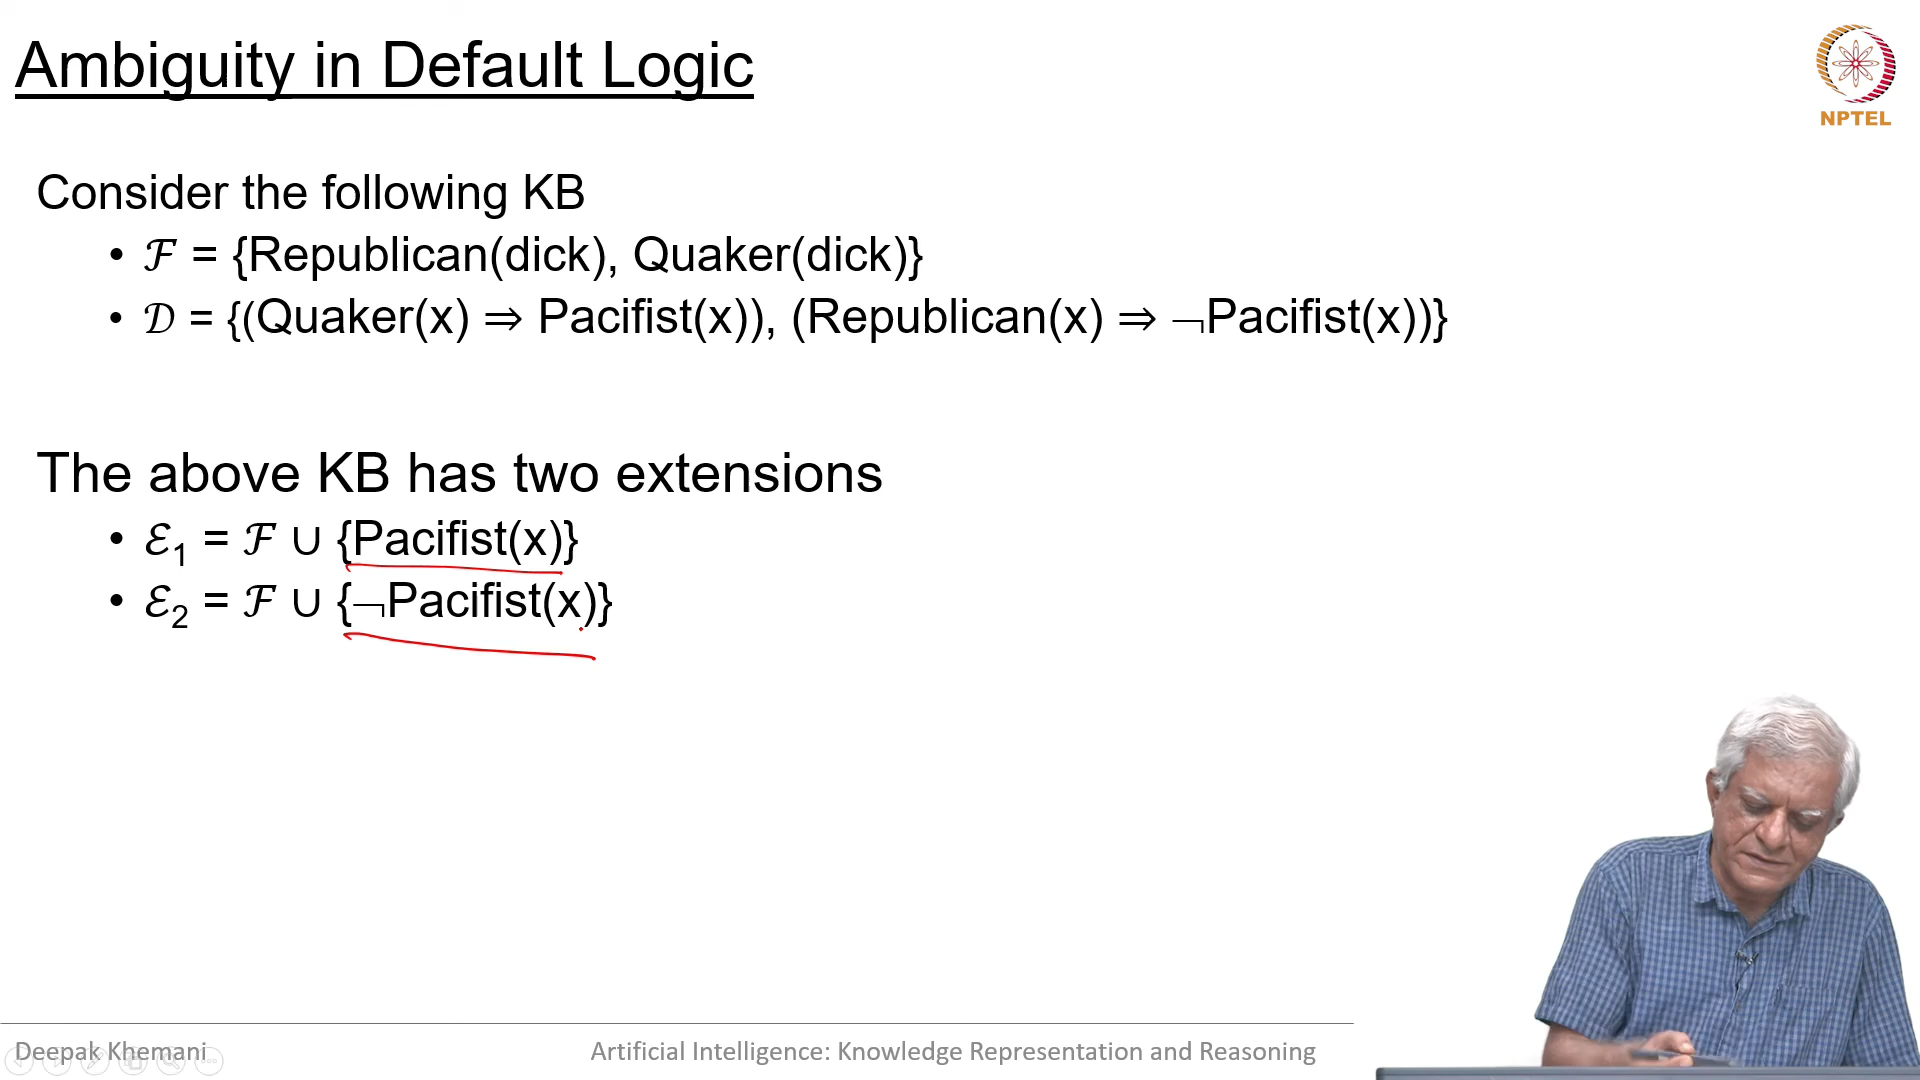 Ambiguity in Default Logic
NPTEL
Consider the following KB
• ℱ = {Republican(dick), Quaker(dick)}
• 𝒟 = {(Quaker(x) ⇒ Pacifist(x)), (Republican(x) ⇒ ¬Pacifist(x))}
The above KB has two extensions
• ℰ₁ = ℱ ∪ {Pacifist(x)}
• ℰ₂ = ℱ ∪ {¬Pacifist(x)}
Deepak Khemani
Artificial Intelligence: Knowledge Representation and Reasoning